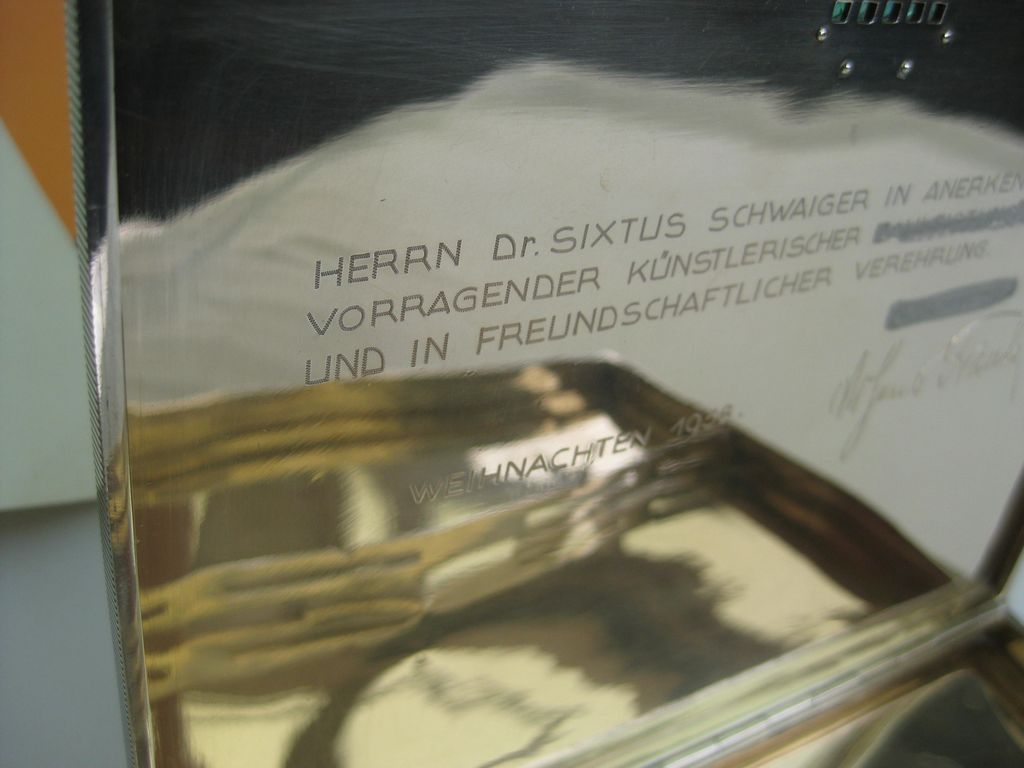 HERRN Dr. SIXTUS SCHWAIGER IN ANERKEN
VORRAGENDER KÜNSTLERISCHER
UND IN FREUNDSCHAFTLICHER VEREHRUNG.
WEIHNACHTEN